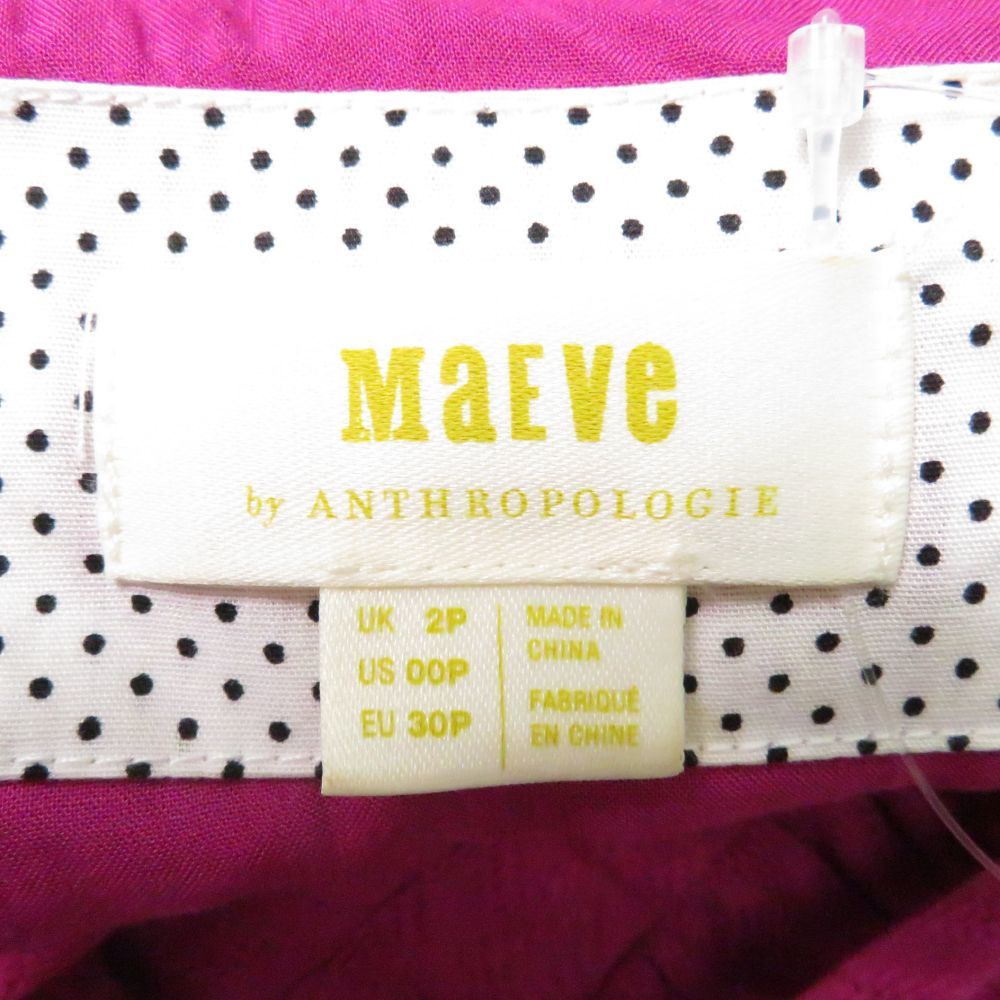 MaEVe
by ANTHROPOLOGIE
UK 2P
US 00P
EU 30P
MADE IN
CHINA
FABRIQUÉ
EN CHINE